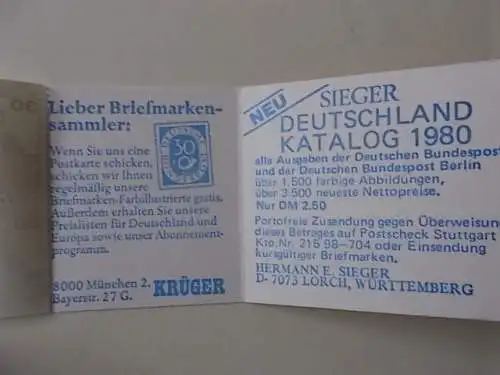 Lieber Briefmarken-
sammler:
Wenn Sie uns eine
Postkarte schicken,
schicken wir Ihnen
regelmäßig unsere
Briefmarken-Farbillustrierte gratis.
Außerdem erhalten Sie unsere
Preislisten für Deutschland und
Europa sowie unser Abonnement-
programm.
8000 München 2.
Bayerstr. 27 G. KRÜGER
30
NEU
SIEGER
DEUTSCHLAND
KATALOG 1980
alle Ausgaben der Deutschen Bundespost
und der Deutschen Bundespost Berlin
über 1.500 farbige Abbildungen,
über 3.500 neueste Nettopreise.
Nur DM 2.50
Portofreie Zusendung gegen Überweisung
dieses Betrages auf Postscheck Stuttgart
Kto. Nr. 215 98-704 oder Einsendung
kursgültiger Briefmarken.
HERMANN E. SIEGER
D-7073 LORCH, WÜRTTEMBERG